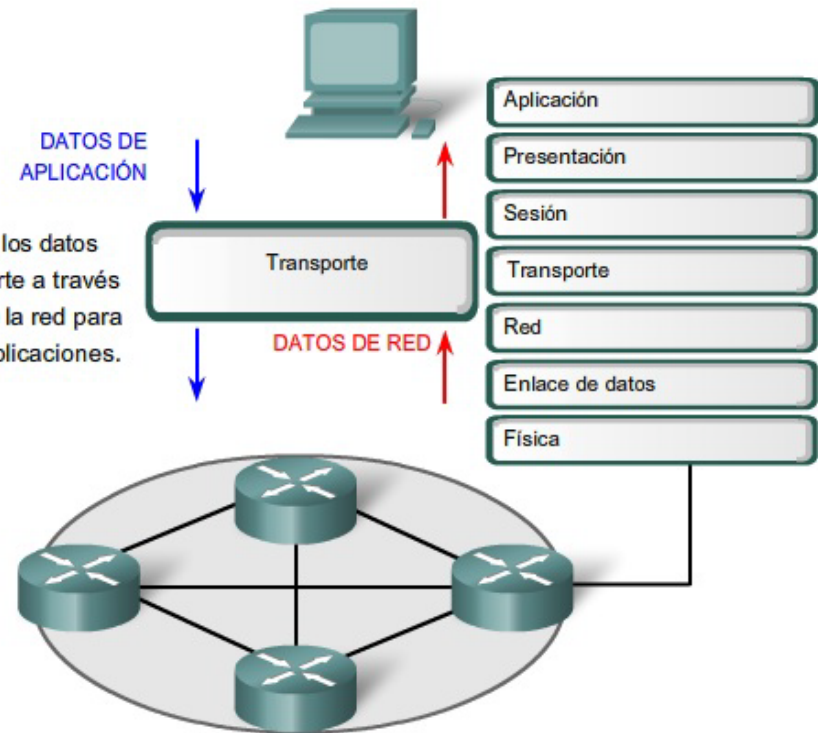 DATOS DE
APLICACIÓN
los datos
rte a través
la red para
plicaciones.
Transporte
DATOS DE RED
Aplicación
Presentación
Sesión
Transporte
Red
Enlace de datos
Física